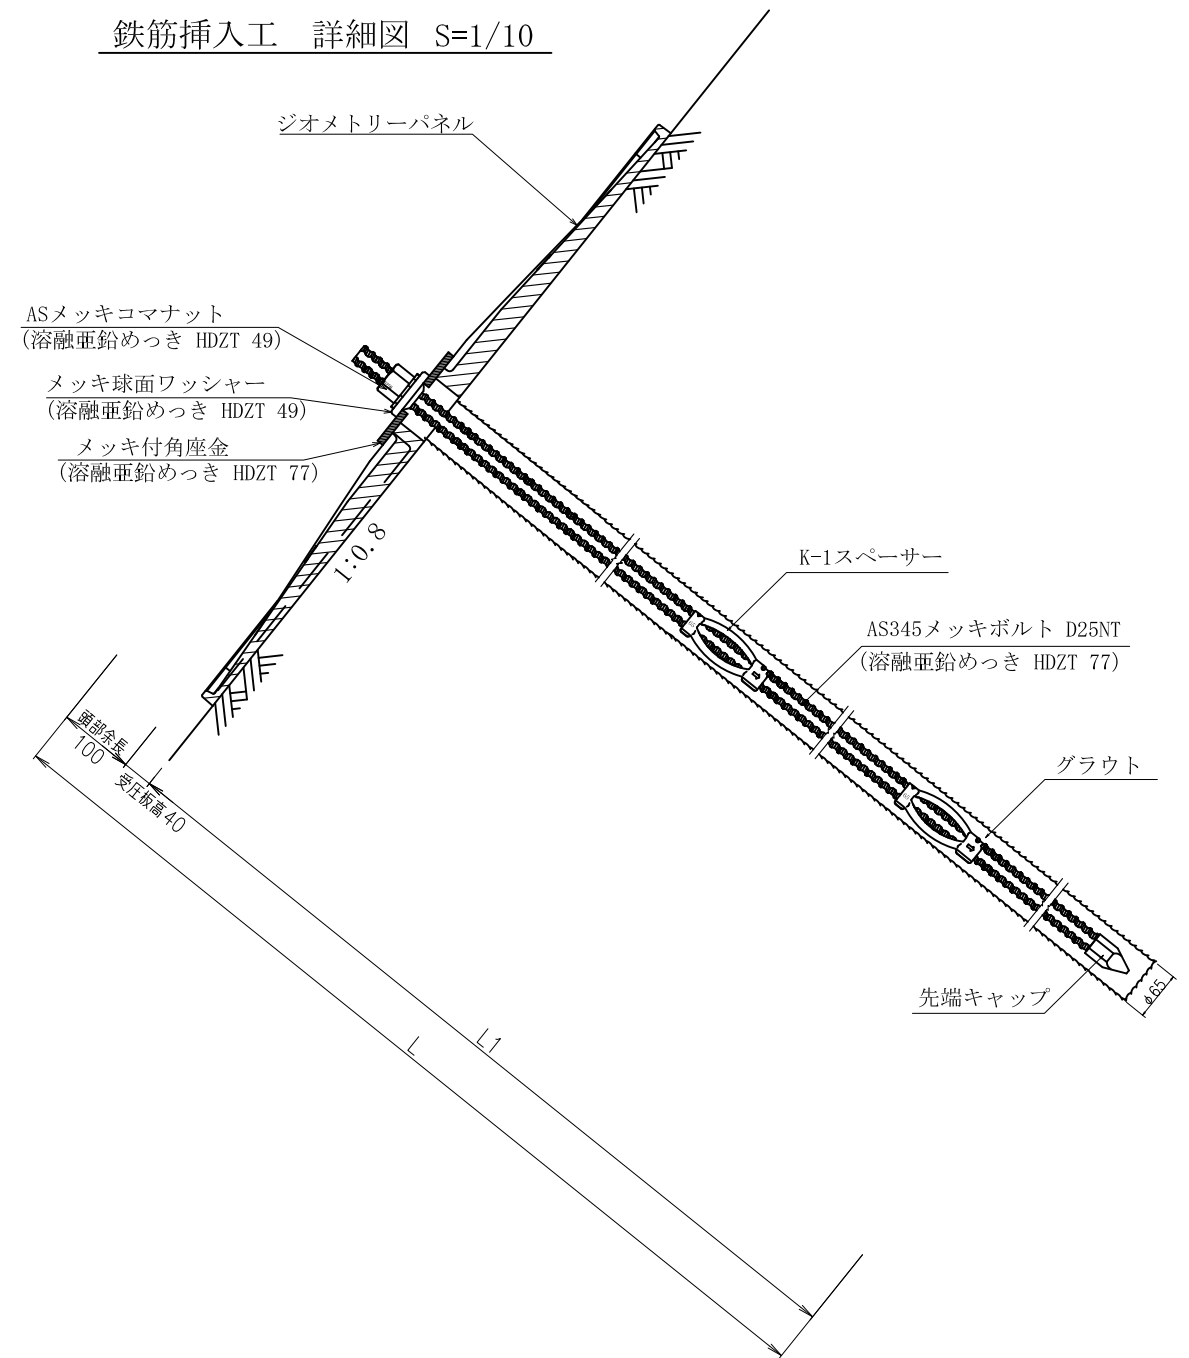 鉄筋挿入工 詳細図 S=1/10
ジオメトリーパネル
ASメッキコマナット
(溶融亜鉛めっき HDZT 49)
メッキ球面ワッシャー
(溶融亜鉛めっき HDZT 49)
メッキ付角座金
(溶融亜鉛めっき HDZT 77)
1:0.8
K-1スペーサー
AS345メッキボルト D25NT
(溶融亜鉛めっき HDZT 77)
頭部余長
100
受圧板高40
グラウト
先端キャップ
φ65
L1
L